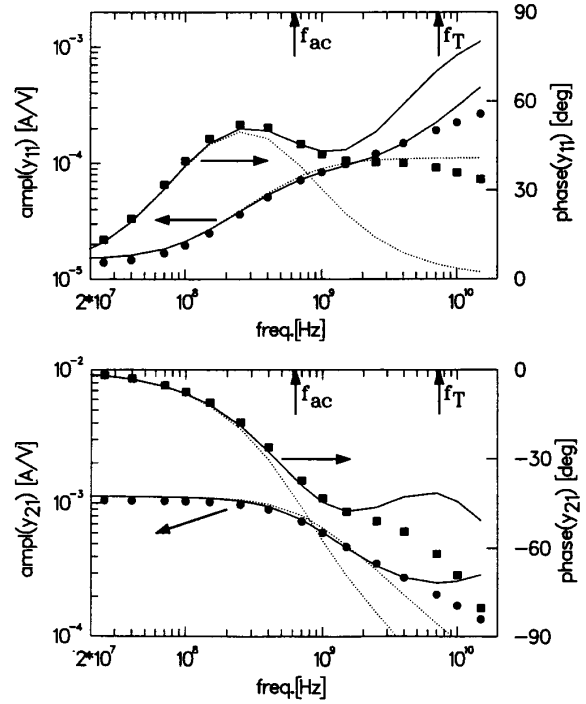 90
10⁻³
f_ac
f_T
60
ampl(y₁₁) [A/V]
phase(y₁₁) [deg]
10⁻⁴
30
10⁻⁵
0
2*10⁷ 10⁸ 10⁹ 10¹⁰
freq.[Hz]
10⁻² 0
f_ac
f_T
-30
ampl(y₂₁) [A/V]
phase(y₂₁) [deg]
10⁻³
-60
10⁻⁴ -90
2*10⁷ 10⁸ 10⁹ 10¹⁰
freq.[Hz]